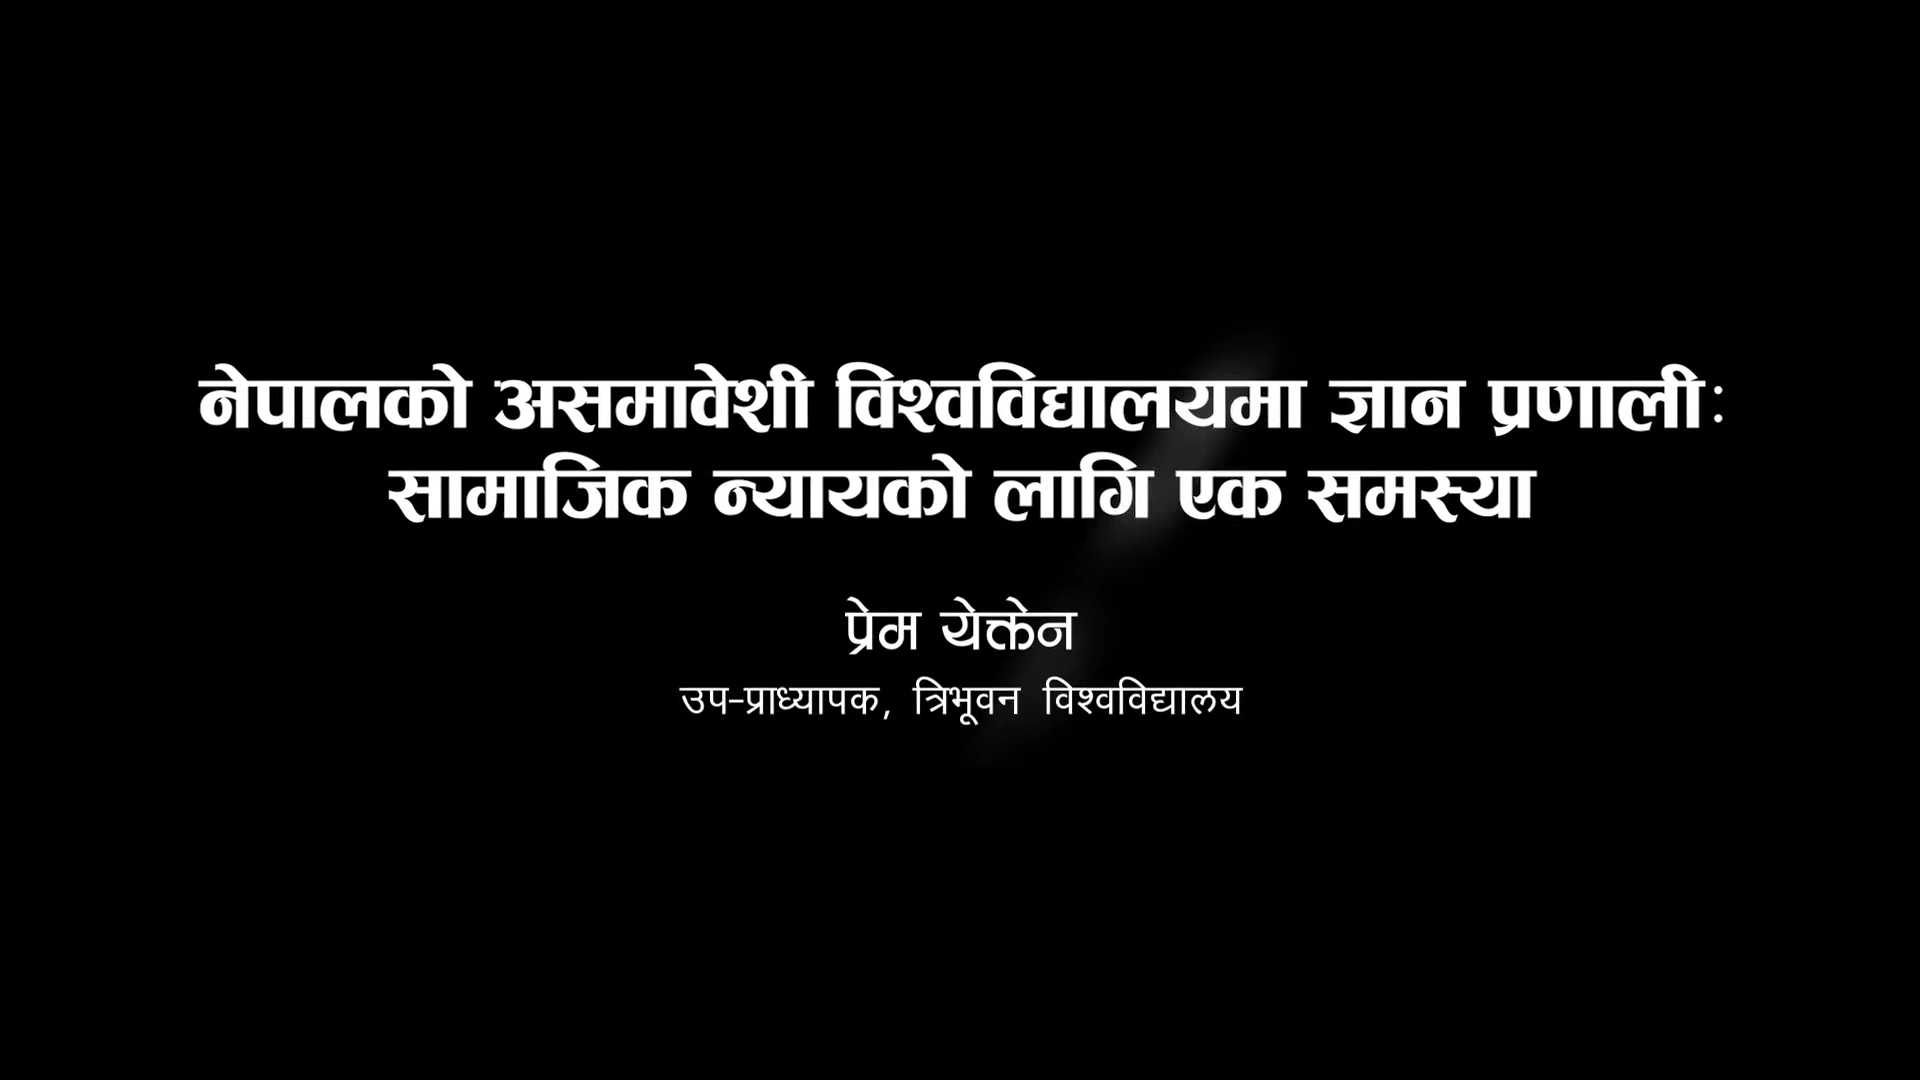 नेपालको असमावेशी विश्वविद्यालयमा ज्ञान प्रणालीः
सामाजिक न्यायको लागि एक समस्या
प्रेम येक्तेन
उप-प्राध्यापक, त्रिभूवन विश्वविद्यालय